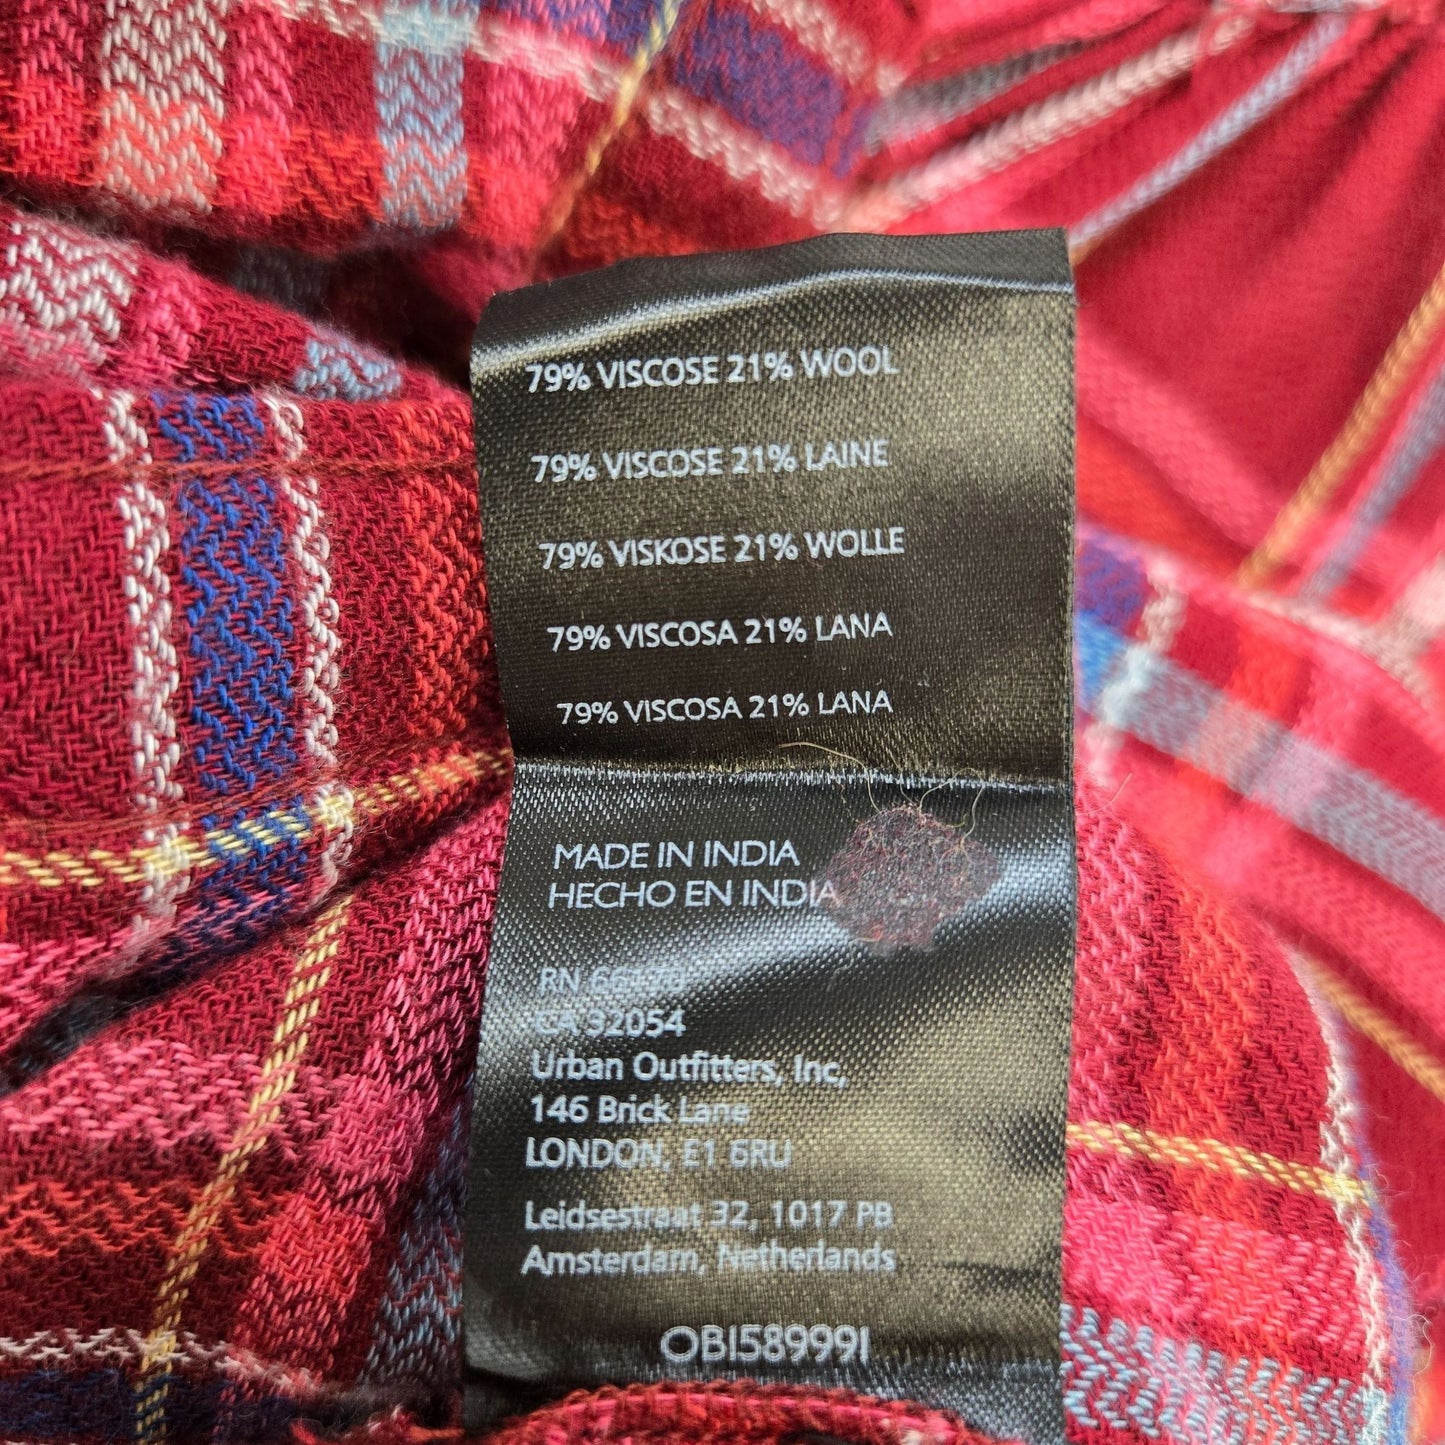 79% VISCOSE 21% WOOL
79% VISCOSE 21% LAINE
79% VISKOSE 21% WOLLE
79% VISCOSA 21% LANA
79% VISCOSA 21% LANA
MADE IN INDIA
HECHO EN INDIA
RN 66170
CA 32054
Urban Outfitters, Inc,
146 Brick Lane
LONDON, E1 6RU
Leidsestraat 32, 1017 PB
Amsterdam, Netherlands
OB1589991